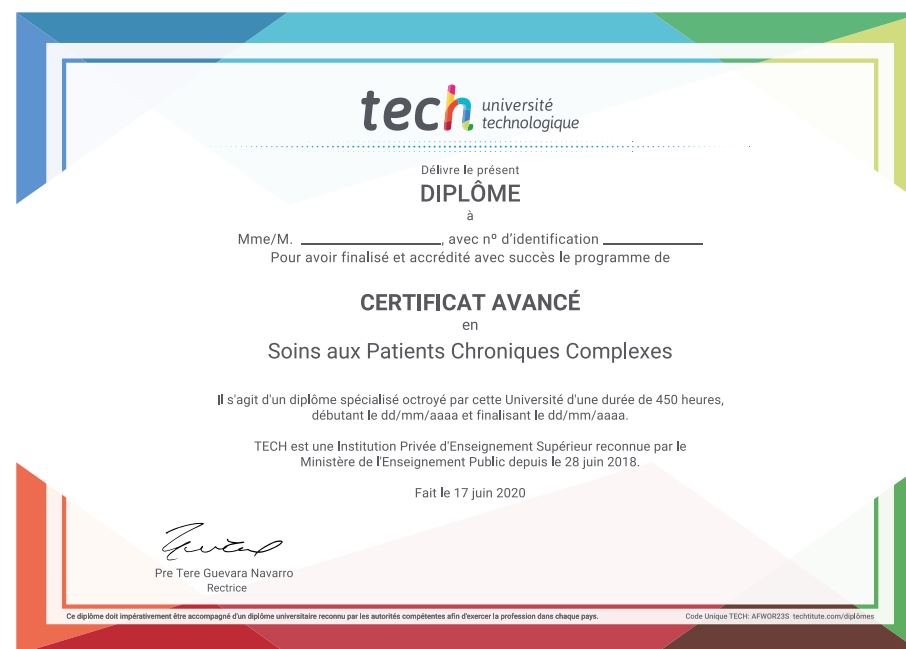 tech université
technologique
Délivre le présent
DIPLÔME
à
Mme/M. ____________________, avec nº d'identification ______________
Pour avoir finalisé et accrédité avec succès le programme de
CERTIFICAT AVANCÉ
en
Soins aux Patients Chroniques Complexes
Il s'agit d'un diplôme spécialisé octroyé par cette Université d'une durée de 450 heures,
débutant le dd/mm/aaaa et finalisant le dd/mm/aaaa.
TECH est une Institution Privée d'Enseignement Supérieur reconnue par le
Ministère de l'Enseignement Public depuis le 28 juin 2018.
Fait le 17 juin 2020
Pre Tere Guevara Navarro
Rectrice
Ce diplôme doit impérativement être accompagné d'un diplôme universitaire reconnu par les autorités compétentes afin d'exercer la profession dans chaque pays.
Code Unique TECH: AFWOR23S techtitute.com/diplômes